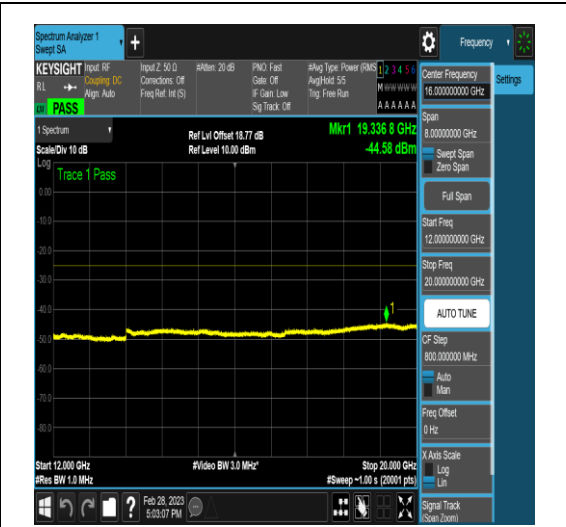 Spectrum Analyzer 1
Swept SA
+
Frequency
KEYSIGHT
RL
PASS
Input: RF
Coupling: DC
Align: Auto
Input Z: 50 Ω
Corrections: Off
Freq Ref: Int (S)
#Atten: 20 dB
PNO: Fast
Gate: Off
IF Gain: Low
Sig Track: Off
#Avg Type: Power (RMS
Avg|Hold: 5/5
Trig: Free Run
1 2 3 4 5 6
M W W W W W
A A A A A A
1 Spectrum
Scale/Div 10 dB
Ref Lvl Offset 18.77 dB
Ref Level 10.00 dBm
Mkr1 19.336 8 GHz
-44.58 dBm
Log
Trace 1 Pass
0.00
-10.0
-20.0
-30.0
-40.0
-50.0
-60.0
-70.0
-80.0
1
Start 12.000 GHz
#Res BW 1.0 MHz
#Video BW 3.0 MHz*
Stop 20.000 GHz
#Sweep ~1.00 s (20001 pts)
Center Frequency
16.000000000 GHz
Settings
Span
8.00000000 GHz
Swept Span
Zero Span
Full Span
Start Freq
12.000000000 GHz
Stop Freq
20.000000000 GHz
AUTO TUNE
CF Step
800.000000 MHz
Auto
Man
Freq Offset
0 Hz
X Axis Scale
Log
Lin
Signal Track
(Span Zoom)
?
Feb 28, 2023
5:03:07 PM